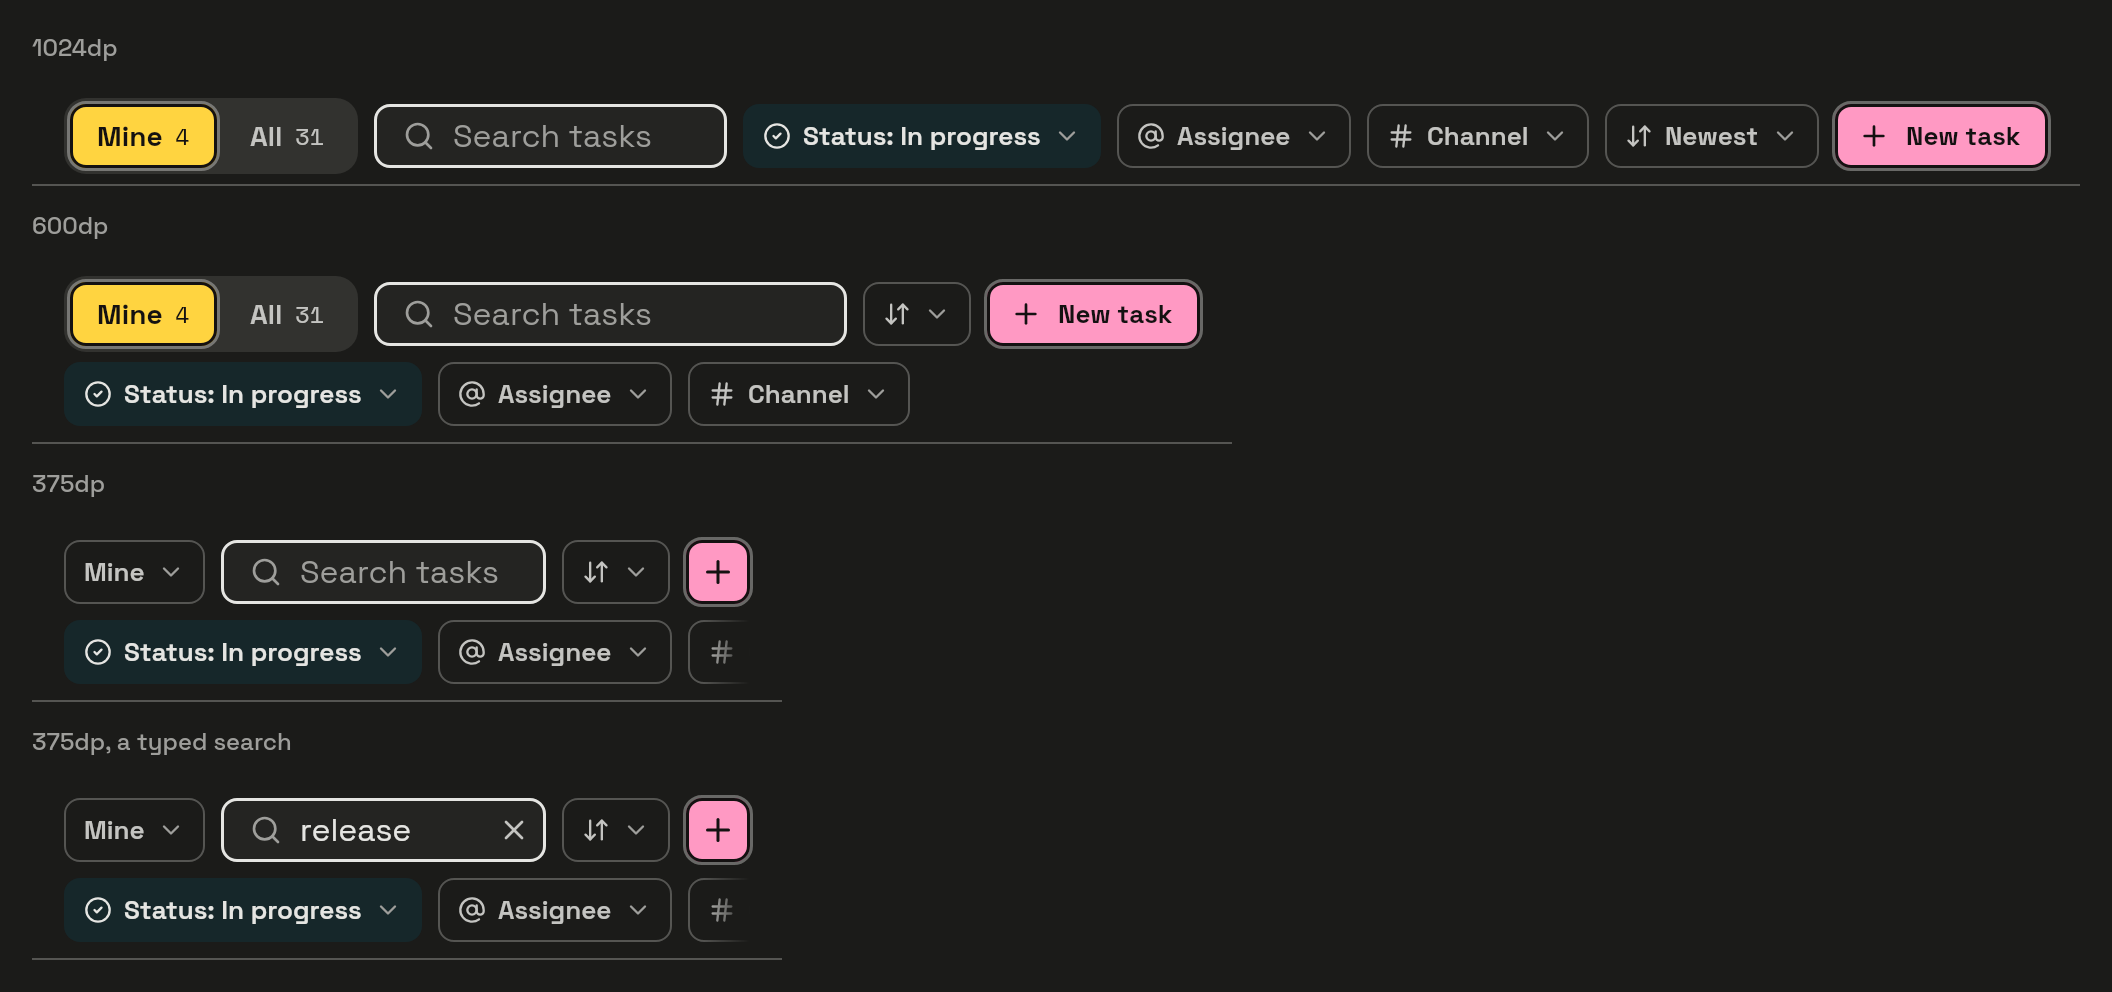 1024dp
Mine 4 All 31 Search tasks Status: In progress Assignee # Channel Newest + New task
600dp
Mine 4 All 31 Search tasks + New task
Status: In progress Assignee # Channel
375dp
Mine Search tasks +
Status: In progress Assignee #
375dp, a typed search
Mine release +
Status: In progress Assignee #